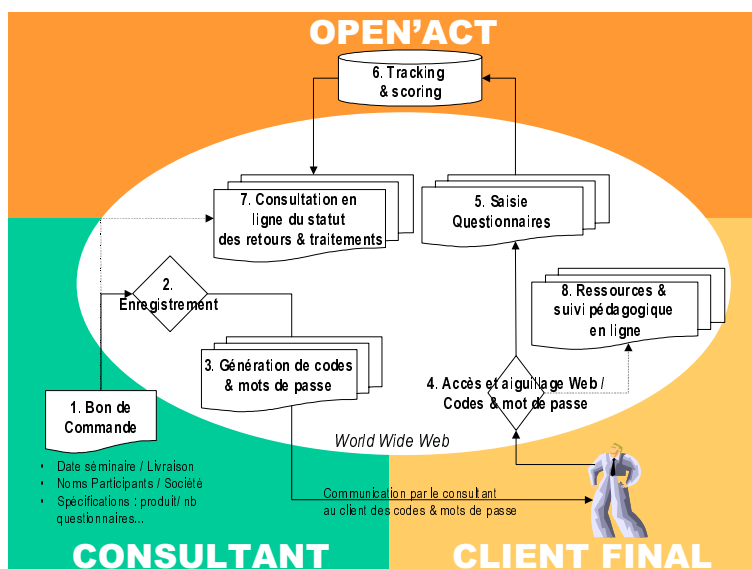 OPEN'ACT
6. Tracking
& scoring
7. Consultation en
ligne du statut
des retours & traitements
5. Saisie
Questionnaires
2.
Enregistrement
8. Ressources &
suivi pédagogique
en ligne
3. Génération de codes
& mots de passe
4. Accès et aiguillage Web /
Codes & mot de passe
1. Bon de
Commande
World Wide Web
• Date séminaire / Livraison
• Noms Participants / Société
• Spécifications : produit/ nb
questionnaires...
Communication par le consultant
au client des codes & mots de passe
CONSULTANT
CLIENT FINAL